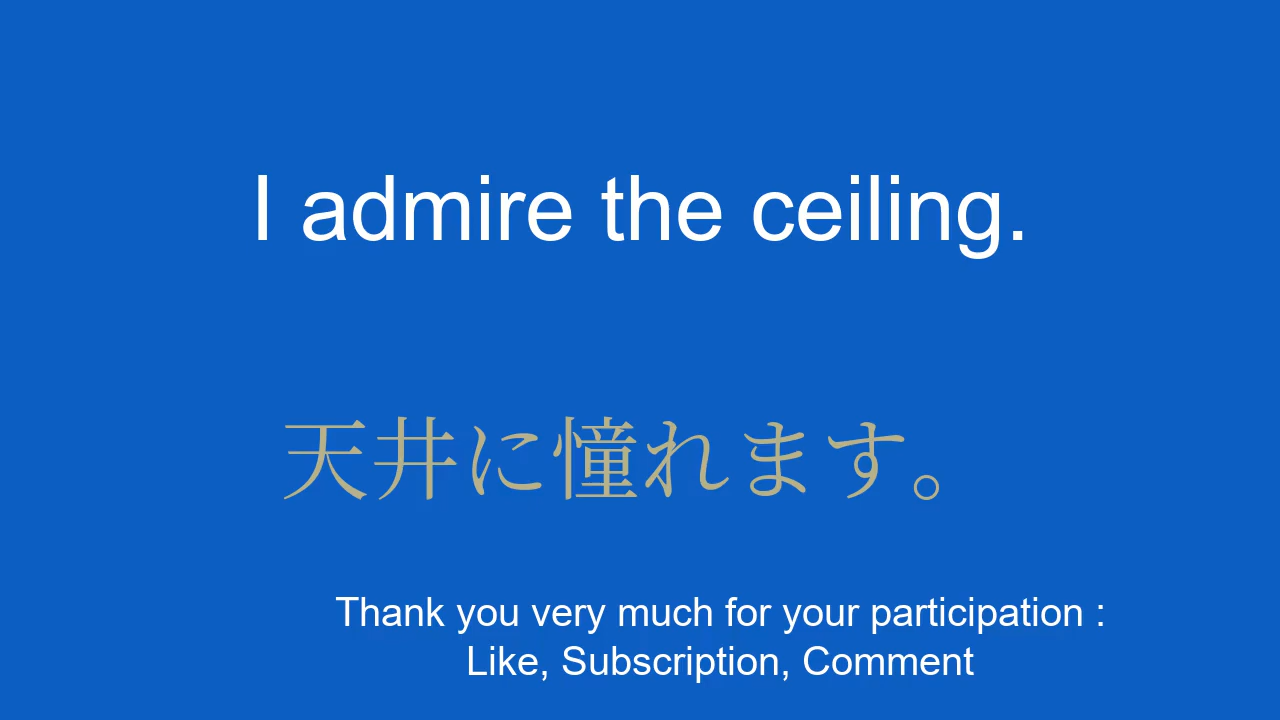 I admire the ceiling.
天井に憧れます。
Thank you very much for your participation :
Like, Subscription, Comment